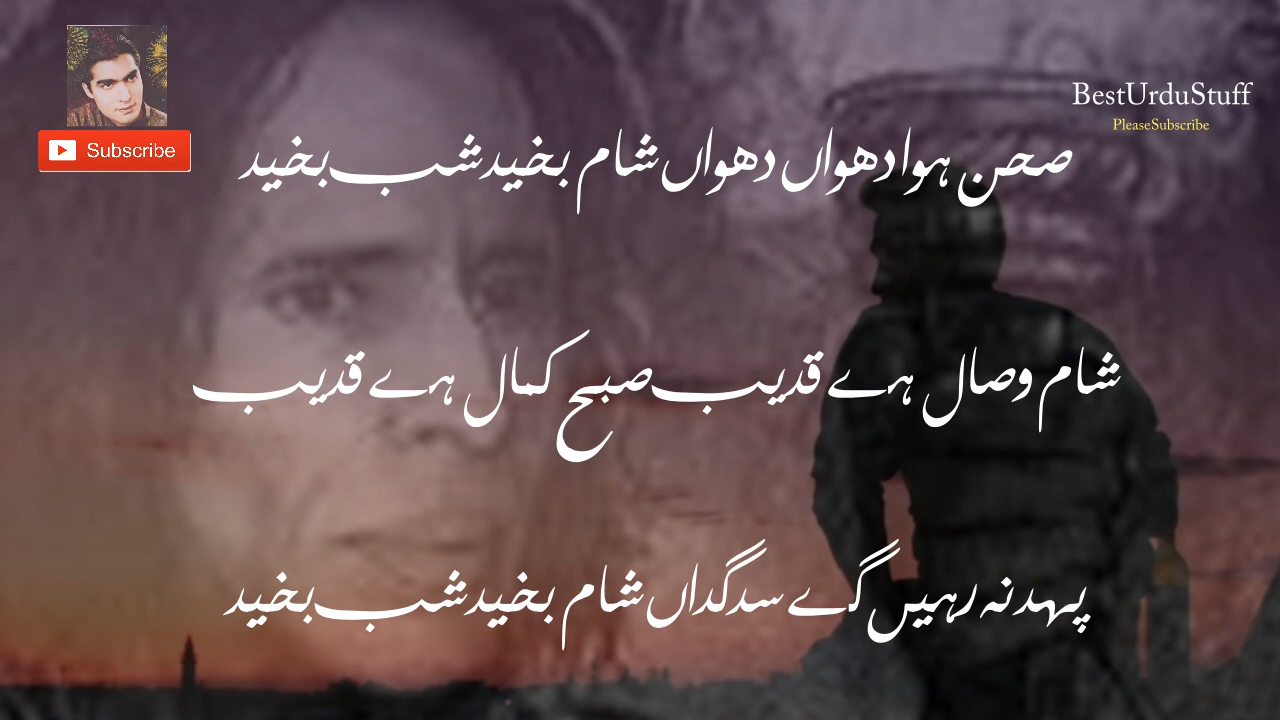 BestUrduStuff
PleaseSubscribe
Subscribe
صحن ہوا دھواں دھواں شام بخیر شب بخیر
شام وصال ہے قریب صبح کمال ہے قریب
پہر نہ رہیں گے سرگراں شام بخیر شب بخیر